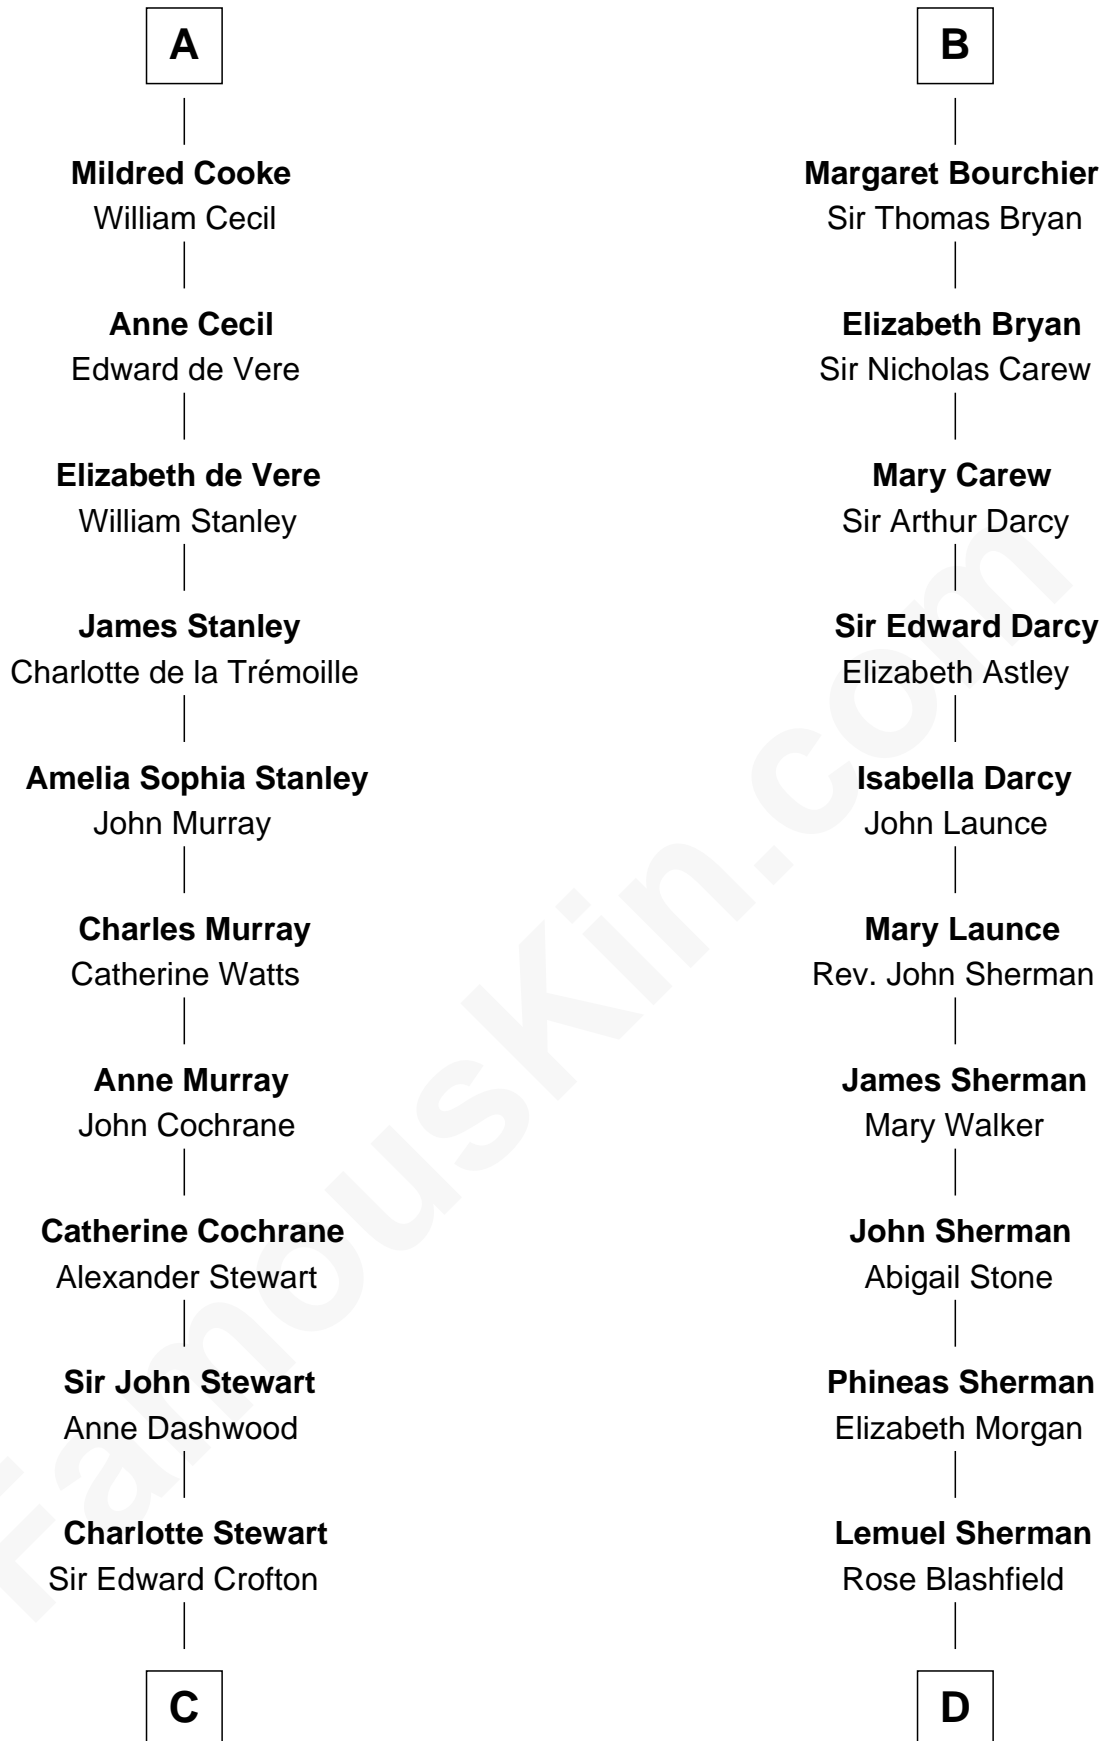 A
Mildred Cooke
William Cecil
Anne Cecil
Edward de Vere
Elizabeth de Vere
William Stanley
James Stanley
Charlotte de la Trémoille
Amelia Sophia Stanley
John Murray
Charles Murray
Catherine Watts
Anne Murray
John Cochrane
Catherine Cochrane
Alexander Stewart
Sir John Stewart
Anne Dashwood
Charlotte Stewart
Sir Edward Crofton
C
B
Margaret Bourchier
Sir Thomas Bryan
Elizabeth Bryan
Sir Nicholas Carew
Mary Carew
Sir Arthur Darcy
Sir Edward Darcy
Elizabeth Astley
Isabella Darcy
John Launce
Mary Launce
Rev. John Sherman
James Sherman
Mary Walker
John Sherman
Abigail Stone
Phineas Sherman
Elizabeth Morgan
Lemuel Sherman
Rose Blashfield
D
FamousKin.com